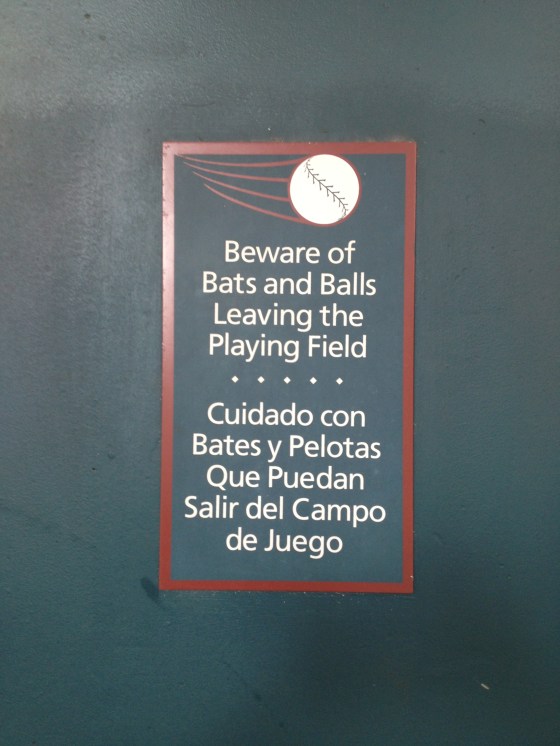 Beware of
Bats and Balls
Leaving the
Playing Field
Cuidado con
Bates y Pelotas
Que Puedan
Salir del Campo
de Juego